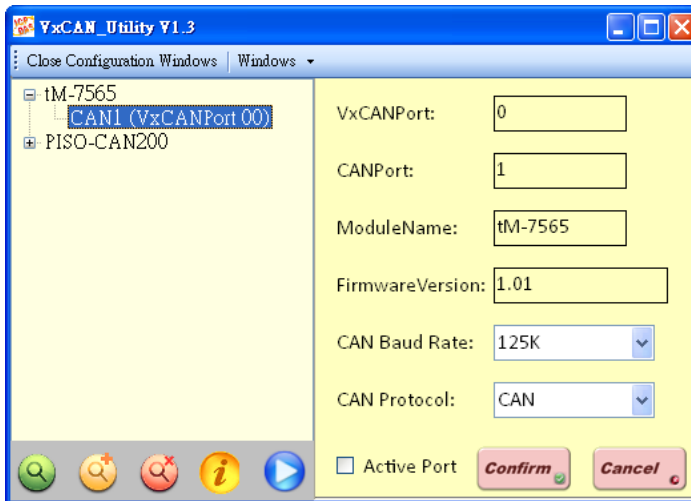 VxCAN_Utility V1.3
Close Configuration Windows Windows
tM-7565
CAN1 (VxCANPort 00)
PISO-CAN200
VxCANPort: 0
CANPort: 1
ModuleName: tM-7565
FirmwareVersion: 1.01
CAN Baud Rate: 125K
CAN Protocol: CAN
Active Port Confirm Cancel